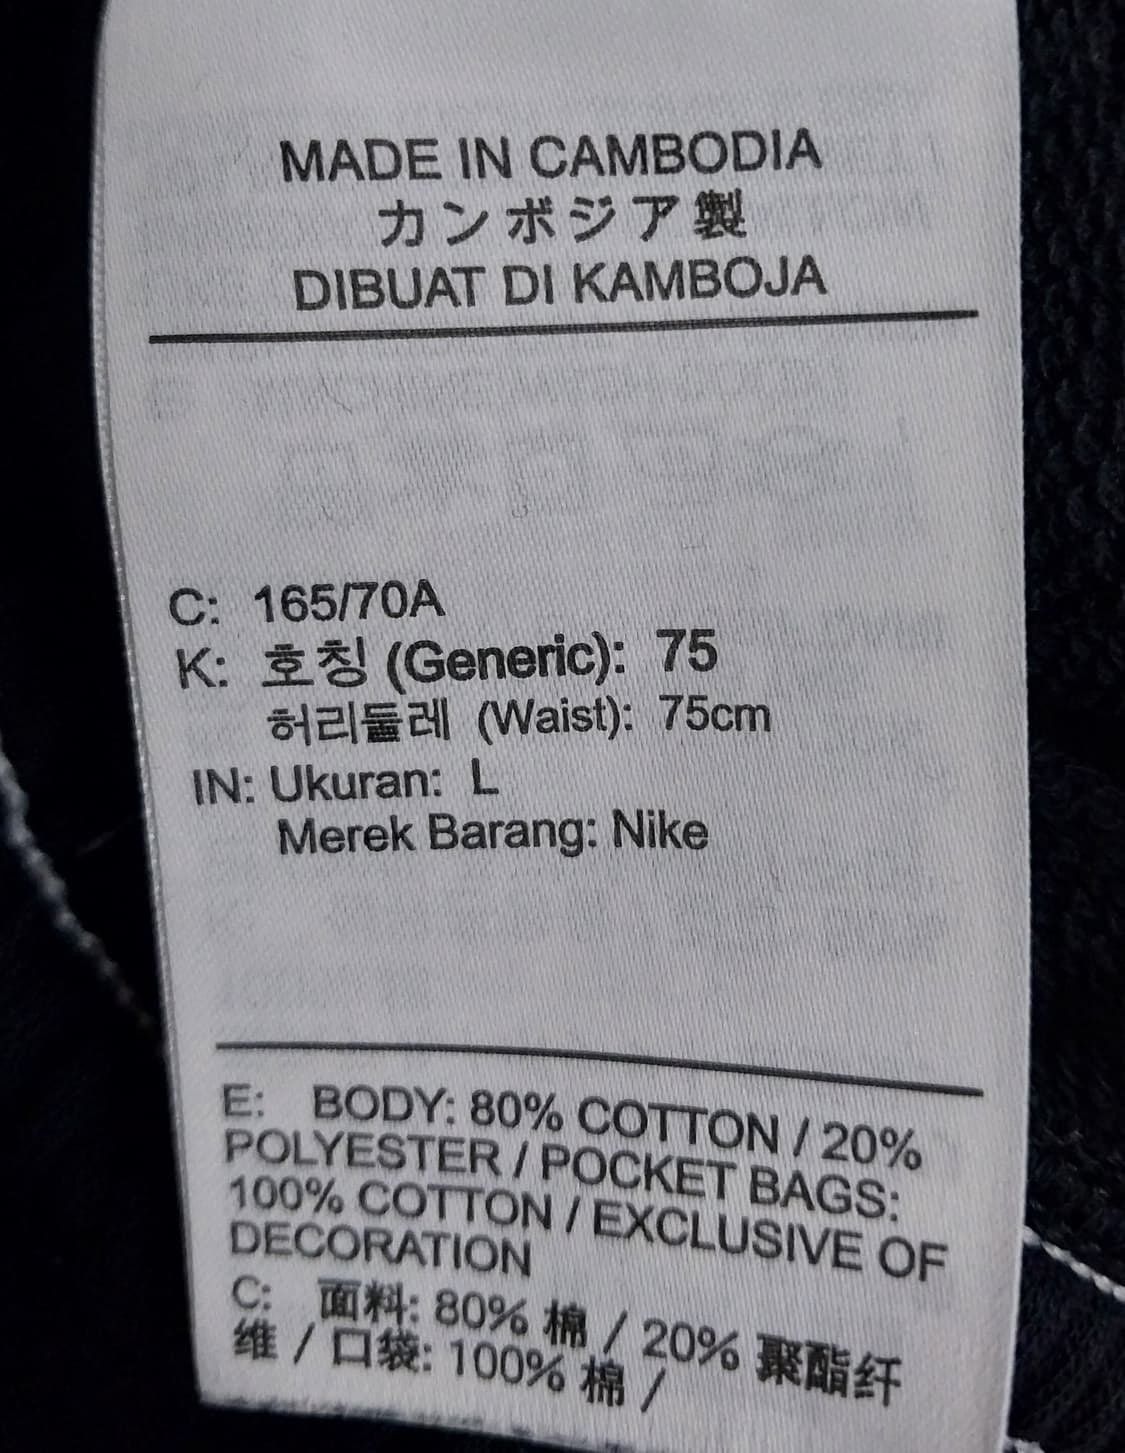 MADE IN CAMBODIA
カンボジア製
DIBUAT DI KAMBOJA
C: 165/70A
K: 호칭 (Generic): 75
허리둘레 (Waist): 75cm
IN: Ukuran: L
Merek Barang: Nike
E: BODY: 80% COTTON / 20%
POLYESTER / POCKET BAGS:
100% COTTON / EXCLUSIVE OF
DECORATION
C: 面料: 80% 棉 / 20% 聚酯纤
维 / 口袋: 100% 棉 /